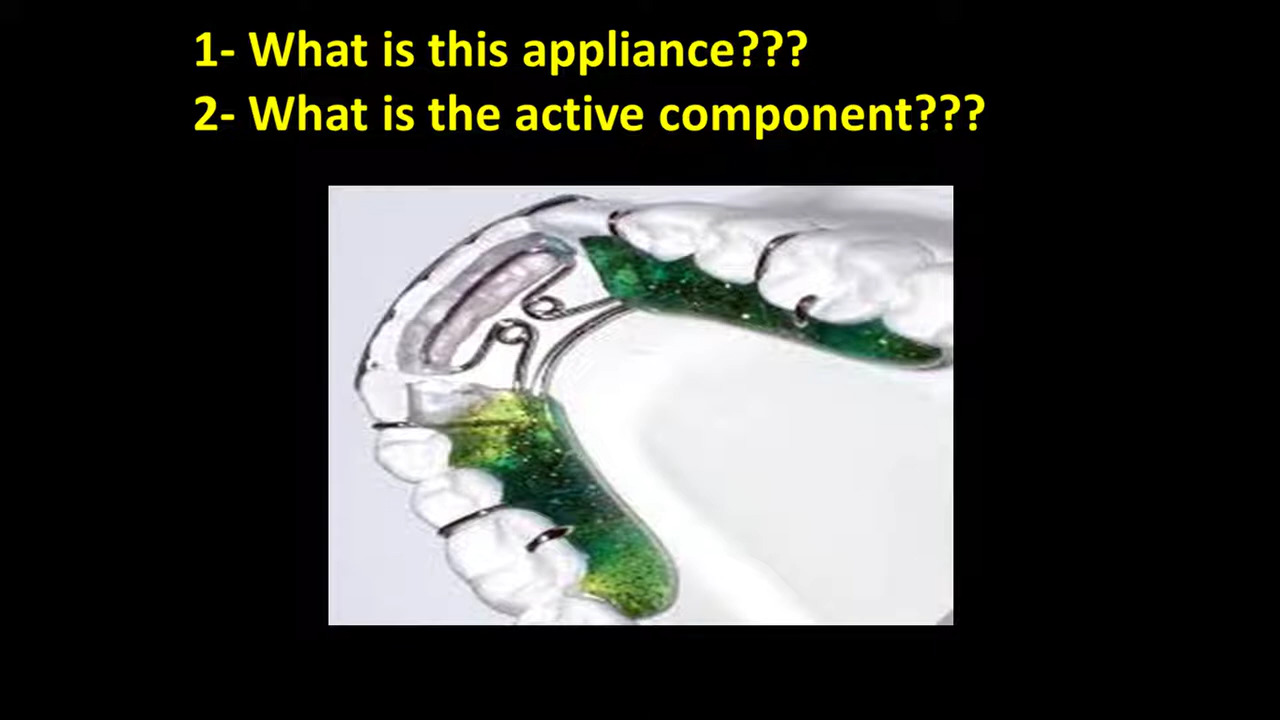 1- What is this appliance???
2- What is the active component???